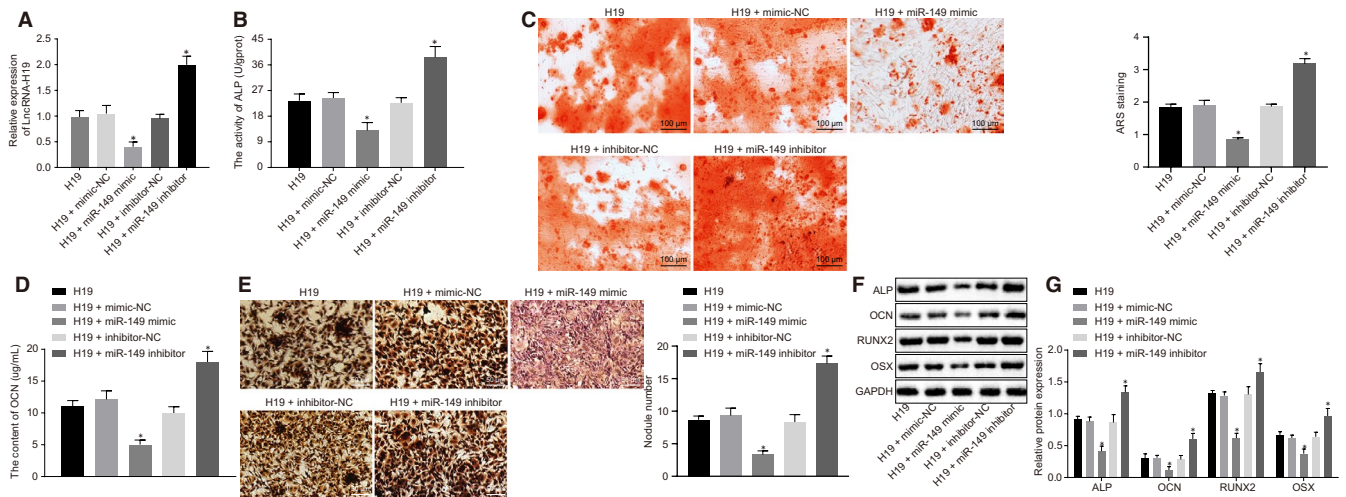 A
Relative expression
of LncRNA-H19
2.5
2.0
1.5
1.0
0.5
0.0
*
*
H19
H19 + mimic-NC
H19 + miR-149 mimic
H19 + inhibitor-NC
H19 + miR-149 inhibitor
B
The activity of ALP (U/gprot)
45
36
27
18
9
0
*
*
H19
H19 + mimic-NC
H19 + miR-149 mimic
H19 + inhibitor-NC
H19 + miR-149 inhibitor
C
H19
H19 + mimic-NC
H19 + miR-149 mimic
100 μm
100 μm
100 μm
H19 + inhibitor-NC
H19 + miR-149 inhibitor
100 μm
100 μm
ARS staining
4
3
2
1
0
*
*
H19
H19 + mimic-NC
H19 + miR-149 mimic
H19 + inhibitor-NC
H19 + miR-149 inhibitor
D
H19
H19 + mimic-NC
H19 + miR-149 mimic
H19 + inhibitor-NC
H19 + miR-149 inhibitor
The content of OCN (ug/mL)
20
15
10
5
0
*
*
E
H19
H19 + mimic-NC
H19 + miR-149 mimic
H19 + inhibitor-NC
H19 + miR-149 inhibitor
H19
H19 + mimic-NC
H19 + miR-149 mimic
H19 + inhibitor-NC
H19 + miR-149 inhibitor
Nodule number
20
15
10
5
0
*
*
F
ALP
OCN
RUNX2
OSX
GAPDH
H19
H19 + mimic-NC
H19 + miR-149 mimic
H19 + inhibitor-NC
H19 + miR-149 inhibitor
G
H19
H19 + mimic-NC
H19 + miR-149 mimic
H19 + inhibitor-NC
H19 + miR-149 inhibitor
Relative protein expression
2.0
1.5
1.0
0.5
0.0
*
*
*
*
*
*
*
*
ALP
OCN
RUNX2
OSX